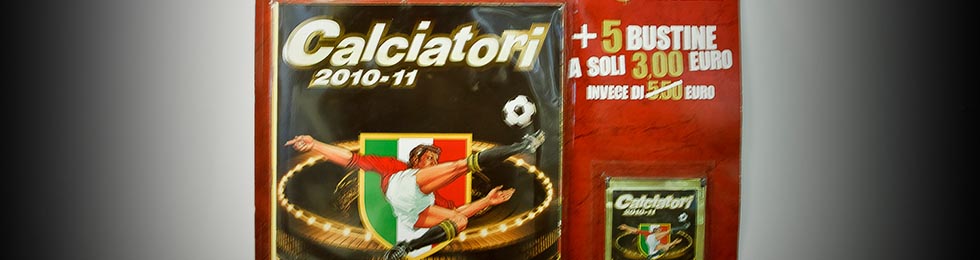 Calciatori
2010-11
+ 5 BUSTINE
A SOLI 3,00 EURO
INVECE DI 5,50 EURO
Calciatori
2010-11